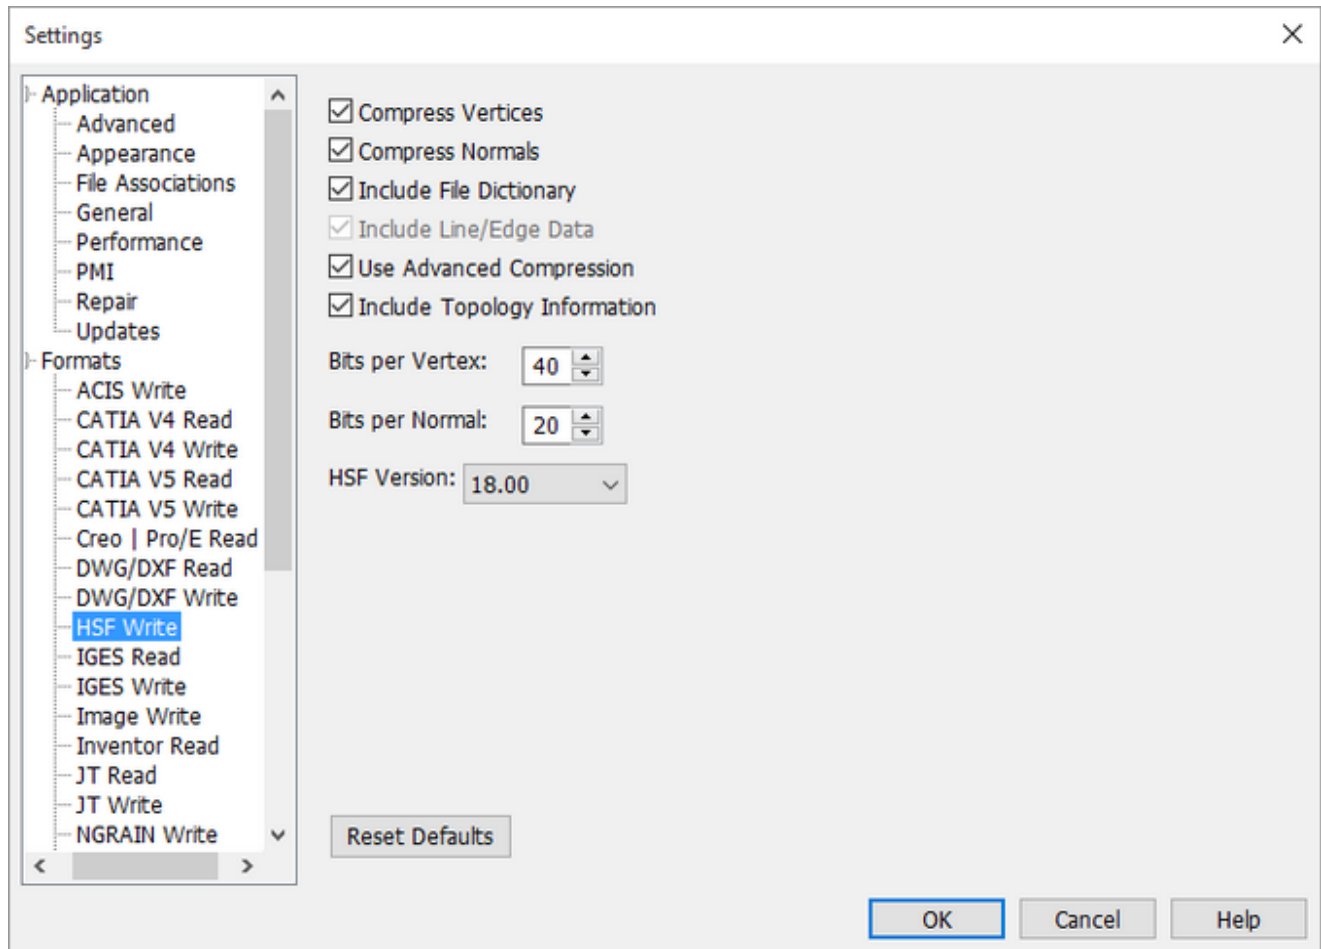 Settings
Application
Advanced
Appearance
File Associations
General
Performance
PMI
Repair
Updates
Formats
ACIS Write
CATIA V4 Read
CATIA V4 Write
CATIA V5 Read
CATIA V5 Write
Creo | Pro/E Read
DWG/DXF Read
DWG/DXF Write
HSF Write
IGES Read
IGES Write
Image Write
Inventor Read
JT Read
JT Write
NGRAIN Write
Compress Vertices
Compress Normals
Include File Dictionary
Include Line/Edge Data
Use Advanced Compression
Include Topology Information
Bits per Vertex: 40
Bits per Normal: 20
HSF Version: 18.00
Reset Defaults
OK Cancel Help